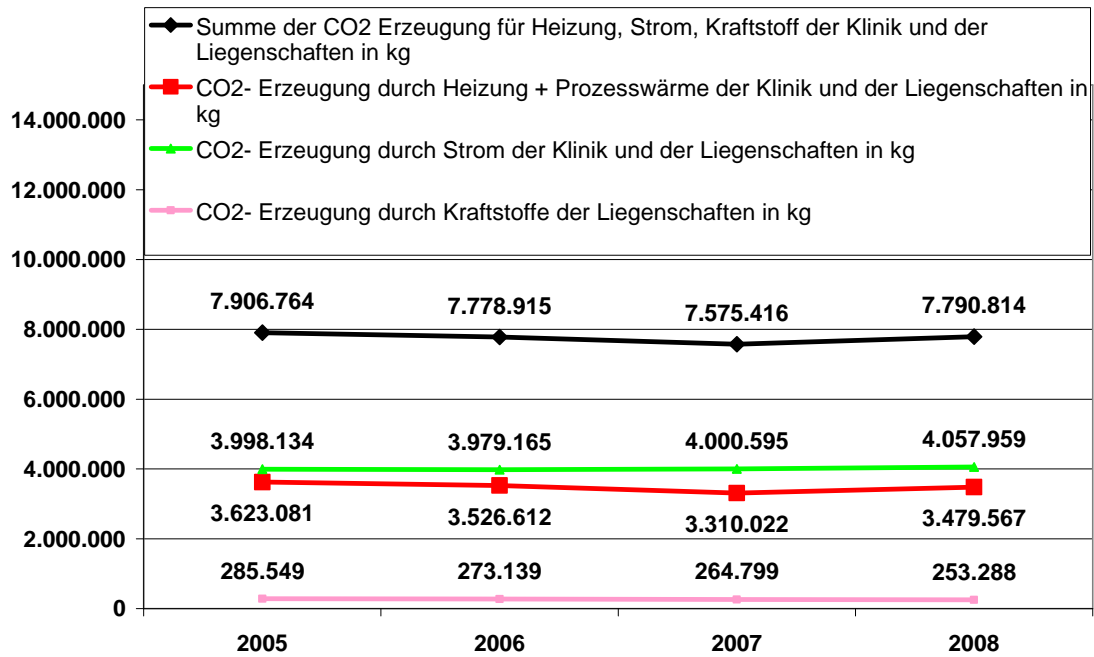 Summe der CO2 Erzeugung für Heizung, Strom, Kraftstoff der Klinik und der
Liegenschaften in kg
CO2- Erzeugung durch Heizung + Prozesswärme der Klinik und der Liegenschaften in
kg
CO2- Erzeugung durch Strom der Klinik und der Liegenschaften in kg
CO2- Erzeugung durch Kraftstoffe der Liegenschaften in kg
14.000.000
12.000.000
10.000.000
8.000.000
6.000.000
4.000.000
2.000.000
0
7.906.764 7.778.915 7.575.416 7.790.814
3.998.134 3.979.165 4.000.595 4.057.959
3.623.081 3.526.612 3.310.022 3.479.567
285.549 273.139 264.799 253.288
2005 2006 2007 2008